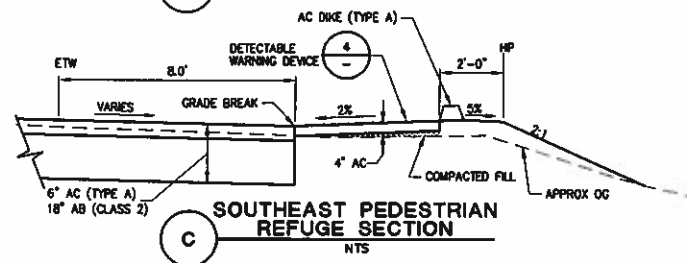 AC DIKE (TYPE A)
ETW
8.0'
DETECTABLE
WARNING DEVICE
4
-
2'-0"
HP
VARIES
GRADE BREAK
2%
5%
2:1
4" AC
COMPACTED FILL
APPROX OG
6" AC (TYPE A)
18" AB (CLASS 2)
C
SOUTHEAST PEDESTRIAN
REFUGE SECTION
NTS